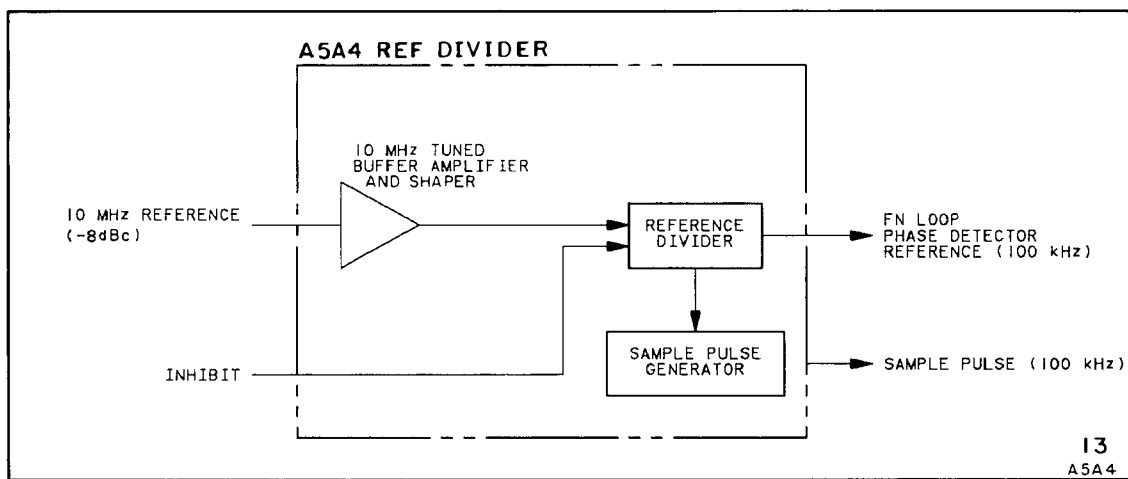 A5A4 REF DIVIDER
10 MHz TUNED
BUFFER AMPLIFIER
AND SHAPER
10 MHz REFERENCE
(-8dBc)
REFERENCE
DIVIDER
FN LOOP
PHASE DETECTOR
REFERENCE (100 kHz)
INHIBIT
SAMPLE PULSE
GENERATOR
SAMPLE PULSE (100 kHz)
13
A5A4